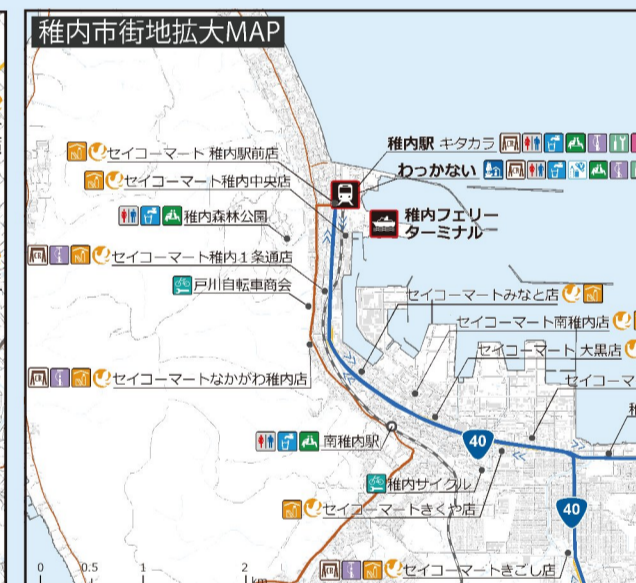 稚内市街地拡大MAP
稚内駅 キタカラ
セイコーマート 稚内駅前店
わっかない
セイコーマート稚内中央店
稚内森林公園
稚内フェリー
ターミナル
セイコーマート稚内1条通店
戸川自転車商会
セイコーマートみなと店
セイコーマート南稚内店
セイコーマート 大黒店
セイコーマートなかがわ稚内店
セイコーマ
稚
南稚内駅
40
稚内サイクル
セイコーマートきくや店
40
セイコーマートきごし店
0 0.5 1 2
km